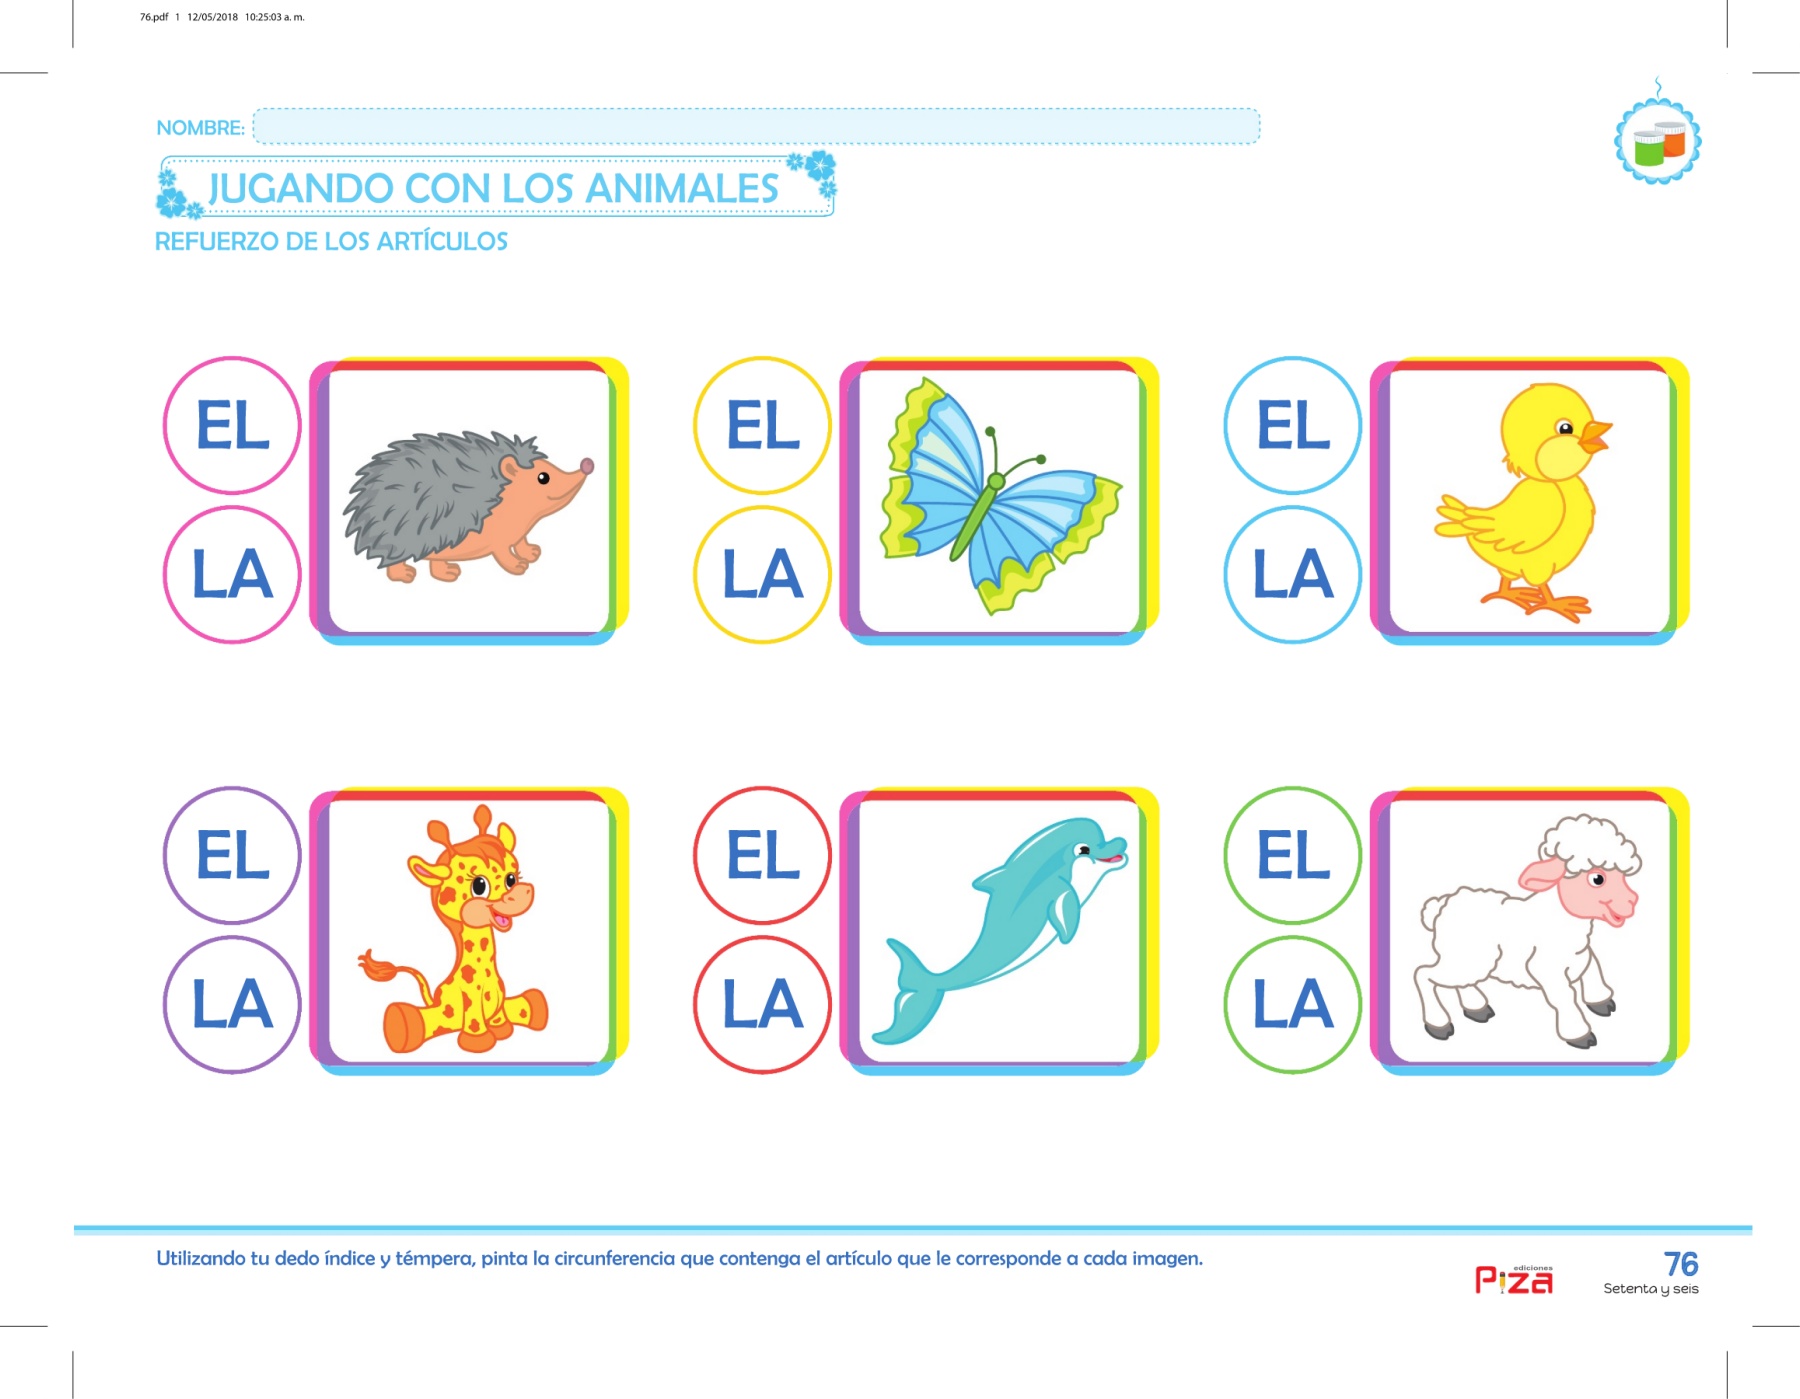 76.pdf 1 12/05/2018 10:25:03 a. m.
NOMBRE:
JUGANDO CON LOS ANIMALES
REFUERZO DE LOS ARTÍCULOS
EL
LA
EL
LA
EL
LA
EL
LA
EL
LA
EL
LA
Utilizando tu dedo índice y témpera, pinta la circunferencia que contenga el artículo que le corresponde a cada imagen.
ediciones
Piza
76
Setenta y seis